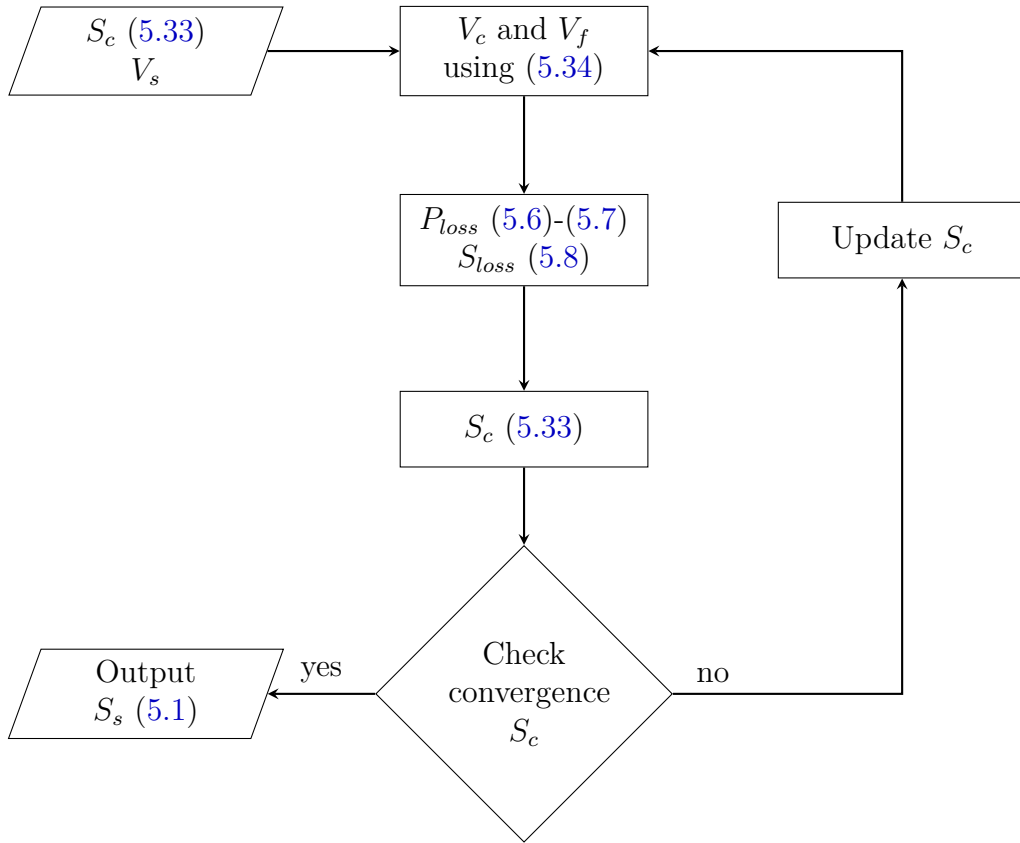 S_c (5.33)
V_s
V_c and V_f
using (5.34)
P_loss (5.6)-(5.7)
S_loss (5.8)
Update S_c
S_c (5.33)
Check
convergence
S_c
yes
no
Output
S_s (5.1)